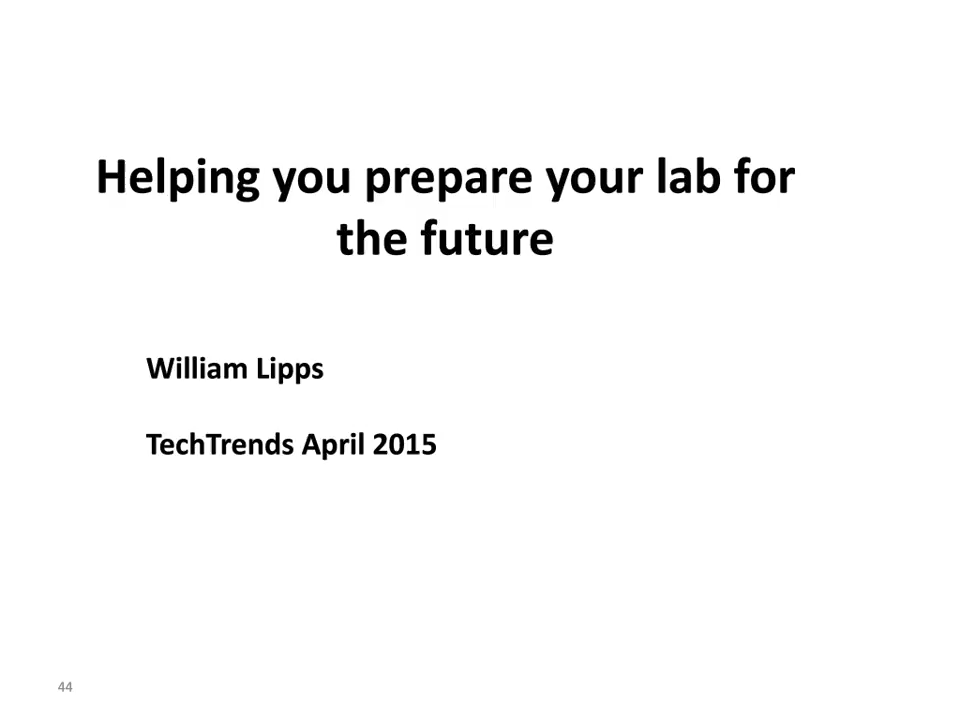 Helping you prepare your lab for
the future
William Lipps
TechTrends April 2015
44